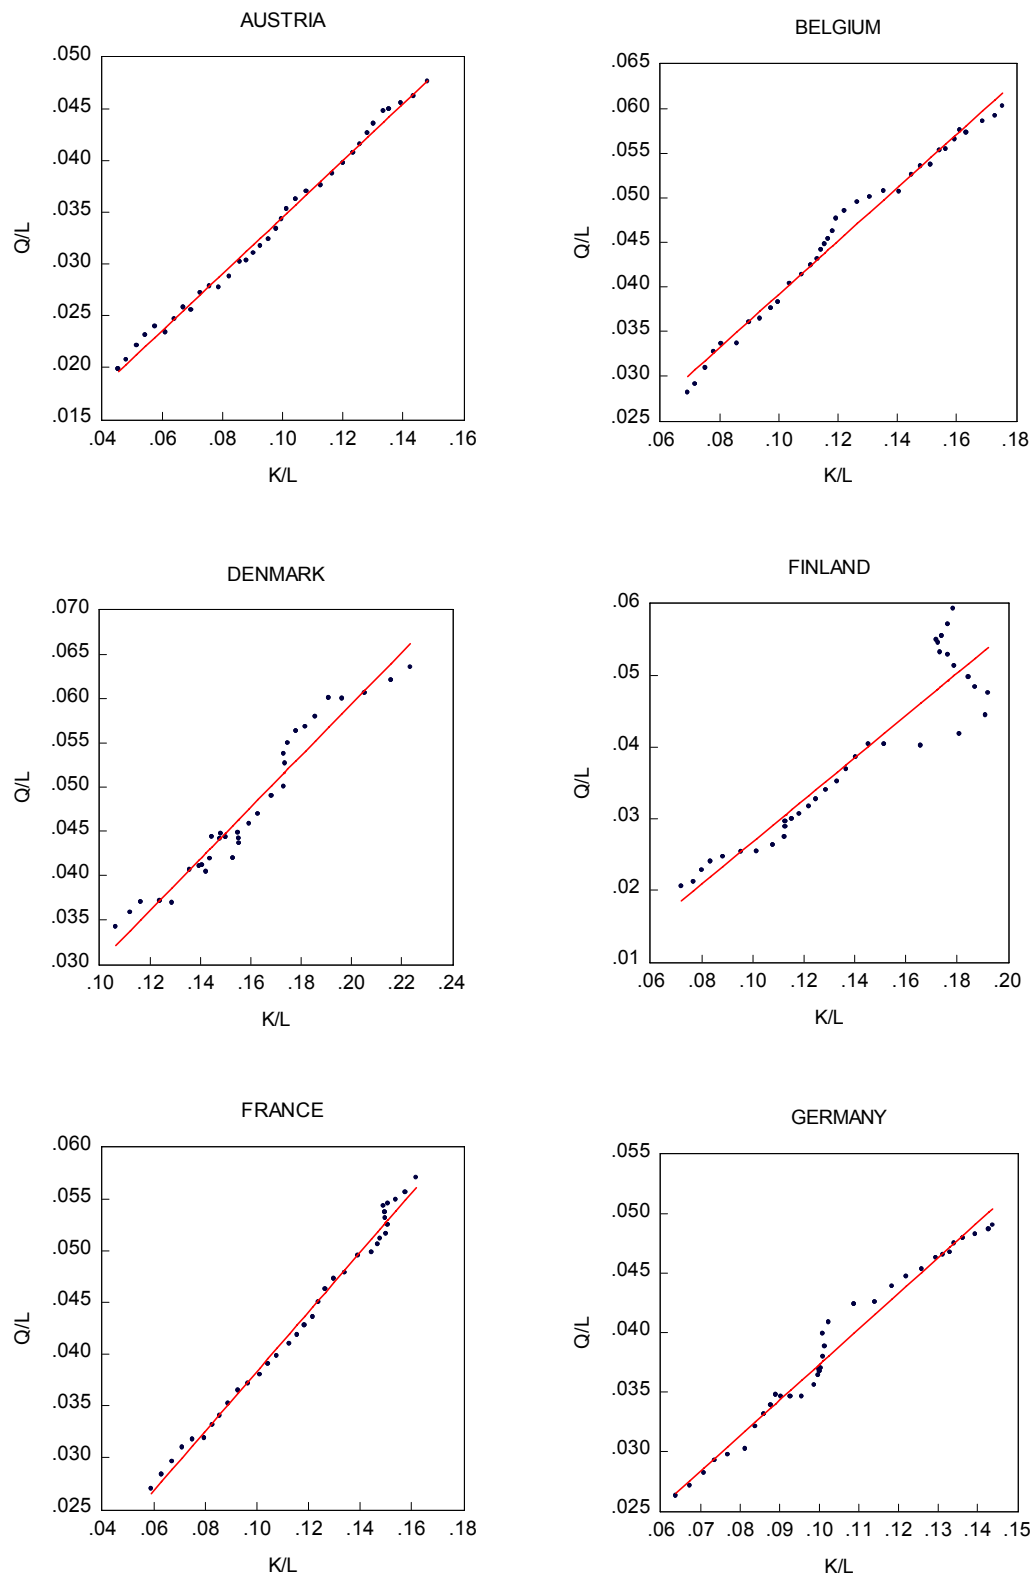 AUSTRIA
.050
.045
.040
.035
.030
.025
.020
.015
Q/L
.04 .06 .08 .10 .12 .14 .16
K/L
BELGIUM
.065
.060
.055
.050
.045
.040
.035
.030
.025
Q/L
.06 .08 .10 .12 .14 .16 .18
K/L
DENMARK
.070
.065
.060
.055
.050
.045
.040
.035
.030
Q/L
.10 .12 .14 .16 .18 .20 .22 .24
K/L
FINLAND
.06
.05
.04
.03
.02
.01
Q/L
.06 .08 .10 .12 .14 .16 .18 .20
K/L
FRANCE
.060
.055
.050
.045
.040
.035
.030
.025
Q/L
.04 .06 .08 .10 .12 .14 .16 .18
K/L
GERMANY
.055
.050
.045
.040
.035
.030
.025
Q/L
.06 .07 .08 .09 .10 .11 .12 .13 .14 .15
K/L